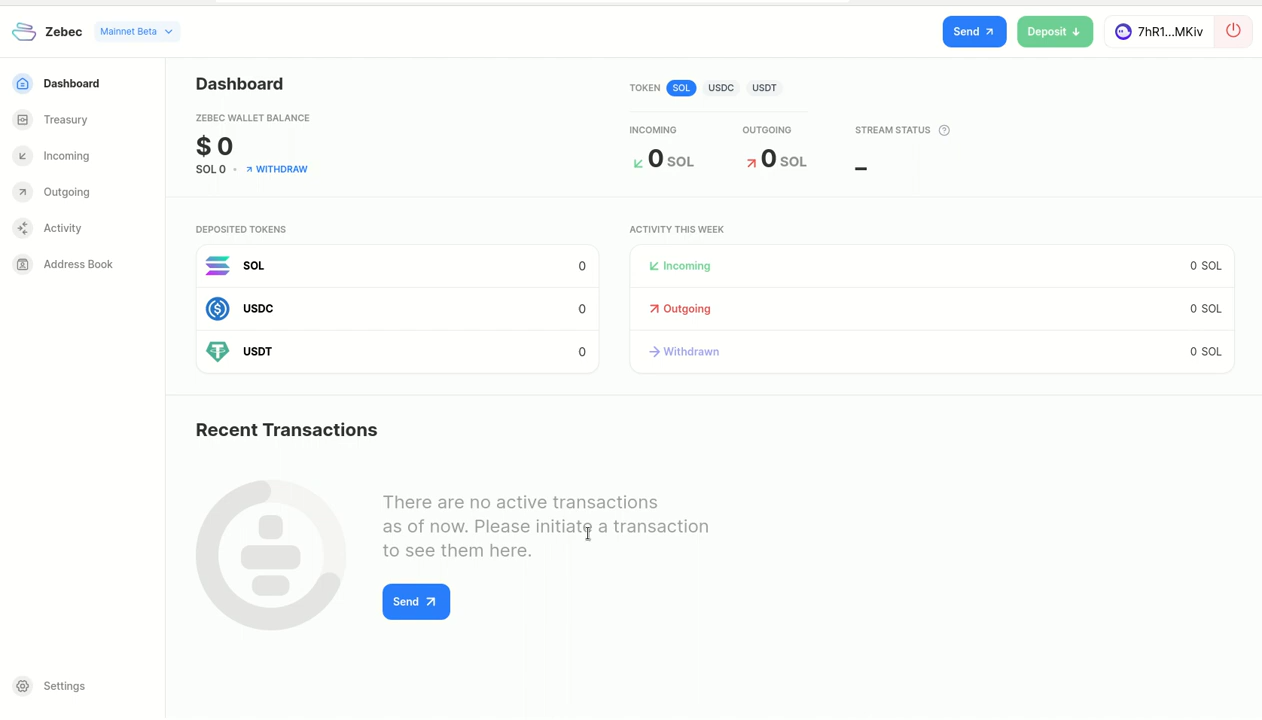 Zebec
Mainnet Beta
Send
Deposit
7hR1...MKiv
Dashboard
Treasury
Incoming
Outgoing
Activity
Address Book
Settings
Dashboard
ZEBEC WALLET BALANCE
$ 0
SOL 0 • WITHDRAW
TOKEN SOL USDC USDT
INCOMING
0 SOL
OUTGOING
0 SOL
STREAM STATUS ?
–
DEPOSITED TOKENS
SOL 0
USDC 0
USDT 0
ACTIVITY THIS WEEK
Incoming 0 SOL
Outgoing 0 SOL
Withdrawn 0 SOL
Recent Transactions
There are no active transactions
as of now. Please initiate a transaction
to see them here.
Send